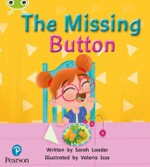 The Missing
Button
Written by Sarah Loader
Illustrated by Valeria Issa
Pearson